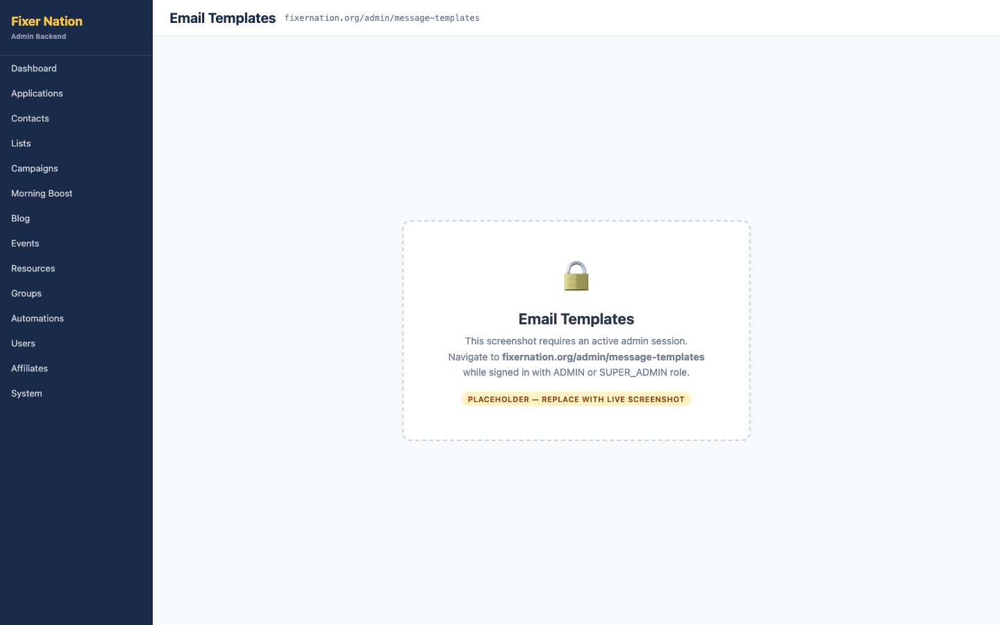 Fixer Nation
Admin Backend
Dashboard
Applications
Contacts
Lists
Campaigns
Morning Boost
Blog
Events
Resources
Groups
Automations
Users
Affiliates
System
Email Templates fixernation.org/admin/message-templates
Email Templates
This screenshot requires an active admin session.
Navigate to fixernation.org/admin/message-templates
while signed in with ADMIN or SUPER_ADMIN role.
PLACEHOLDER — REPLACE WITH LIVE SCREENSHOT